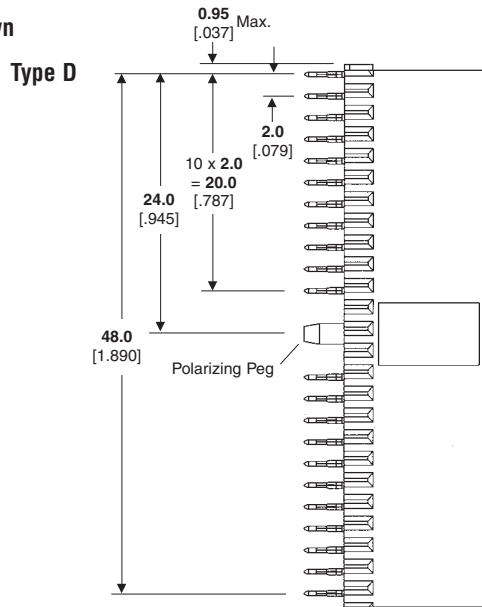 0.95 Max.
[.037]
Type D
2.0
[.079]
10 x 2.0
= 20.0
[.787]
24.0
[.945]
48.0
[1.890]
Polarizing Peg